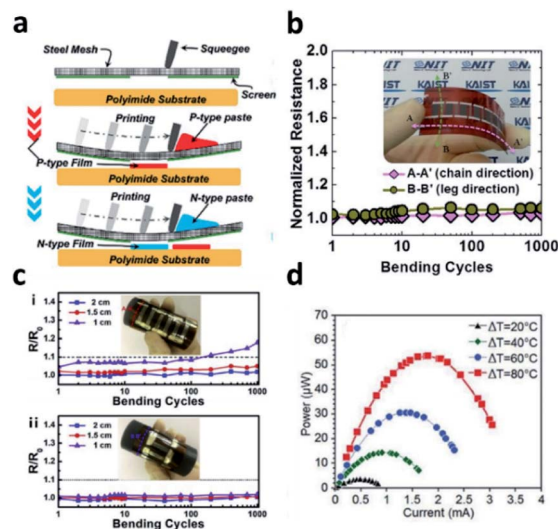 a
Steel Mesh
Squeegee
Screen
Polyimide Substrate
Printing
P-type paste
P-type Film
Polyimide Substrate
Printing
N-type paste
N-type Film
Polyimide Substrate
b
2.0
1.8
1.6
1.4
1.2
1.0
Normalized Resistance
KAIST
NIT
KAIST
B'
A
B
A'
A-A' (chain direction)
B-B' (leg direction)
1 10 100 1000
Bending Cycles
c
i
1.4
1.3
1.2
1.1
1.0
R/R0
2 cm
1.5 cm
1 cm
1 10 100 1000
Bending Cycles
ii
1.4
1.3
1.2
1.1
1.0
R/R0
2 cm
1.5 cm
1 cm
1 10 100 1000
Bending Cycles
d
70
60
50
40
30
20
10
0
Power (μW)
ΔT=20°C
ΔT=40°C
ΔT=60°C
ΔT=80°C
0 0.5 1 1.5 2 2.5 3 3.5 4
Current (mA)